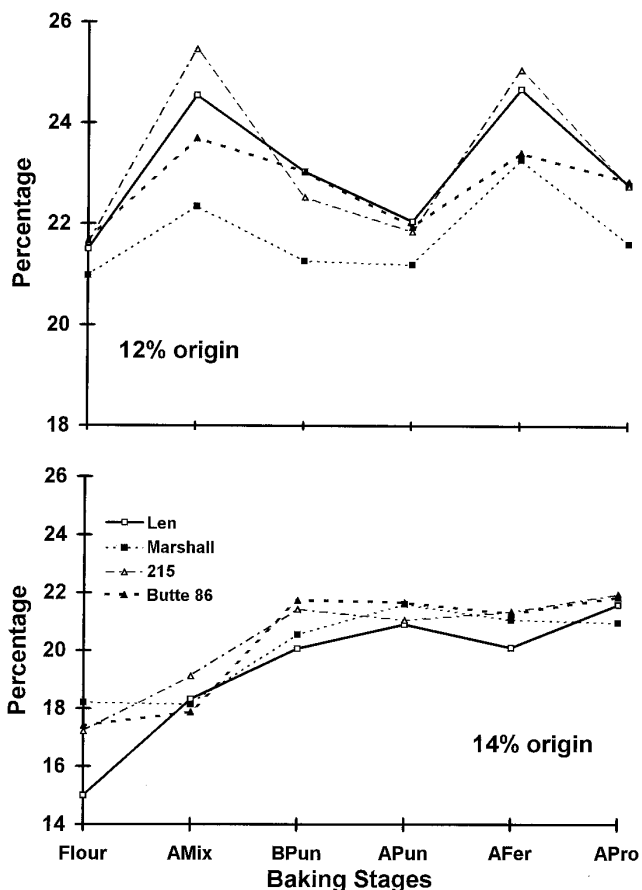 26
24
22
20
18
Percentage
12% origin
26
24
22
20
18
16
14
Percentage
Len
Marshall
215
Butte 86
14% origin
Flour AMix BPun APun AFer APro
Baking Stages